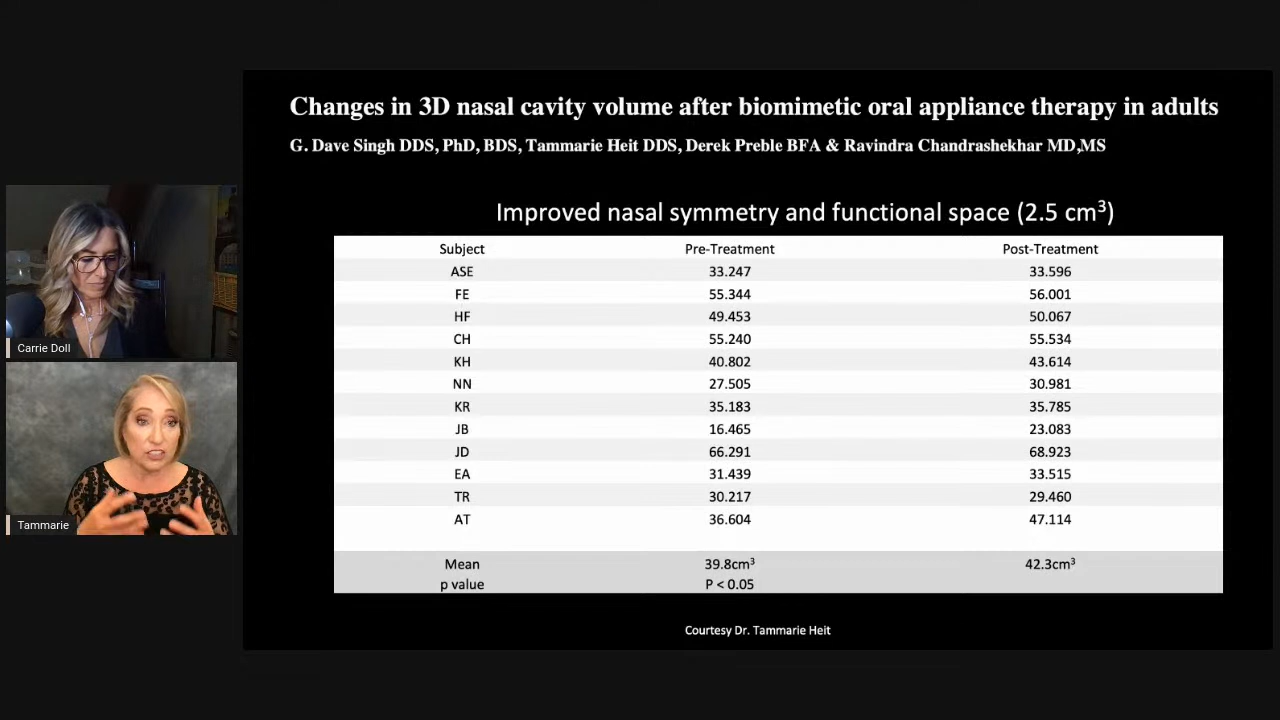 Changes in 3D nasal cavity volume after biomimetic oral appliance therapy in adults
G. Dave Singh DDS, PhD, BDS, Tammarie Heit DDS, Derek Preble BFA & Ravindra Chandrashekhar MD,MS
Improved nasal symmetry and functional space (2.5 cm³)
Subject Pre-Treatment Post-Treatment
ASE 33.247 33.596
FE 55.344 56.001
HF 49.453 50.067
CH 55.240 55.534
KH 40.802 43.614
NN 27.505 30.981
KR 35.183 35.785
JB 16.465 23.083
JD 66.291 68.923
EA 31.439 33.515
TR 30.217 29.460
AT 36.604 47.114
Mean 39.8cm³ 42.3cm³
p value P < 0.05
Courtesy Dr. Tammarie Heit
Carrie Doll
Tammarie